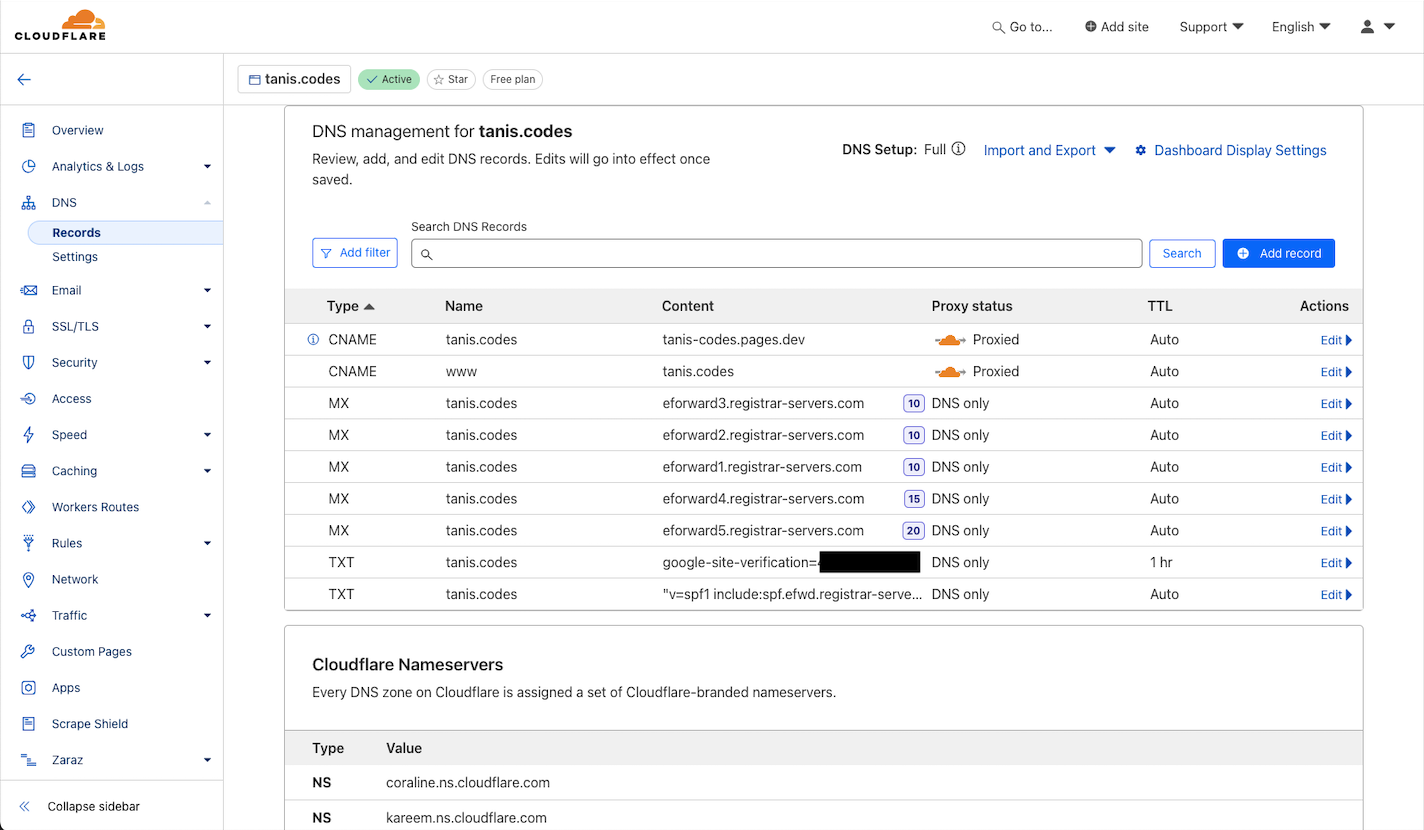 CLOUDFLARE
Go to...
Add site
Support
English
tanis.codes
Active
Star
Free plan
Overview
Analytics & Logs
DNS
Records
Settings
Email
SSL/TLS
Security
Access
Speed
Caching
Workers Routes
Rules
Network
Traffic
Custom Pages
Apps
Scrape Shield
Zaraz
Collapse sidebar
DNS management for tanis.codes
Review, add, and edit DNS records. Edits will go into effect once
saved.
DNS Setup: Full
Import and Export
Dashboard Display Settings
Search DNS Records
Add filter
Search
Add record
Type Name Content Proxy status TTL Actions
CNAME tanis.codes tanis-codes.pages.dev Proxied Auto Edit
CNAME www tanis.codes Proxied Auto Edit
MX tanis.codes eforward3.registrar-servers.com 10 DNS only Auto Edit
MX tanis.codes eforward2.registrar-servers.com 10 DNS only Auto Edit
MX tanis.codes eforward1.registrar-servers.com 10 DNS only Auto Edit
MX tanis.codes eforward4.registrar-servers.com 15 DNS only Auto Edit
MX tanis.codes eforward5.registrar-servers.com 20 DNS only Auto Edit
TXT tanis.codes google-site-verification= DNS only 1 hr Edit
TXT tanis.codes "v=spf1 include:spf.efwd.registrar-serve... DNS only Auto Edit
Cloudflare Nameservers
Every DNS zone on Cloudflare is assigned a set of Cloudflare-branded nameservers.
Type Value
NS coraline.ns.cloudflare.com
NS kareem.ns.cloudflare.com